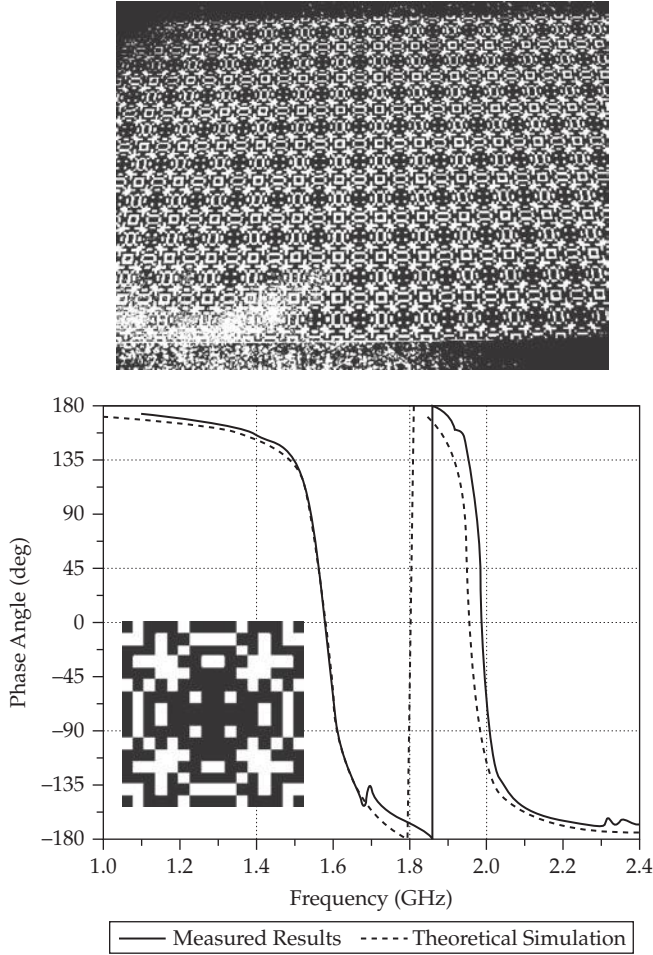 180
135
90
45
0
−45
−90
−135
−180
Phase Angle (deg)
1.0 1.2 1.4 1.6 1.8 2.0 2.2 2.4
Frequency (GHz)
Measured Results Theoretical Simulation